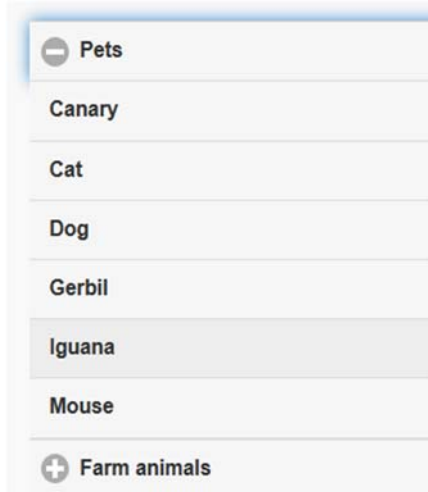 Pets
Canary
Cat
Dog
Gerbil
Iguana
Mouse
Farm animals